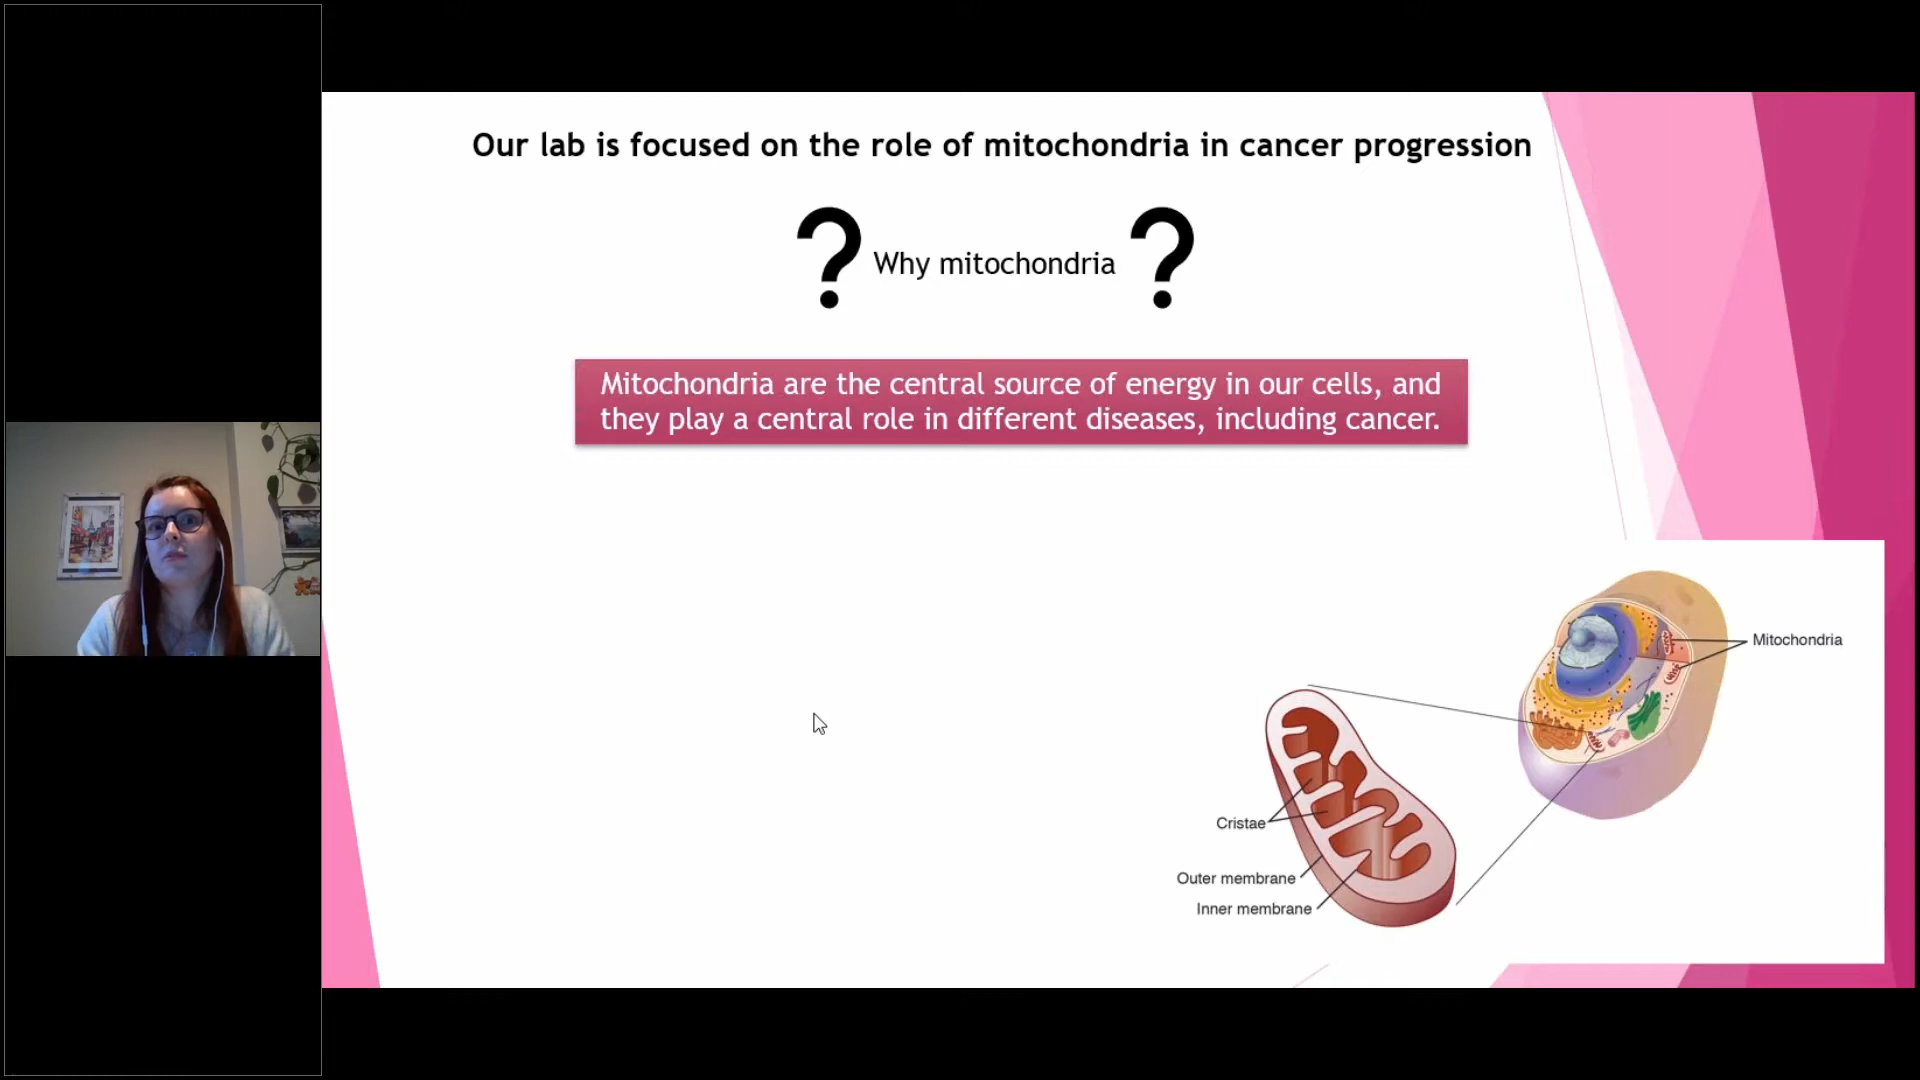 Our lab is focused on the role of mitochondria in cancer progression
? Why mitochondria ?
Mitochondria are the central source of energy in our cells, and
they play a central role in different diseases, including cancer.
Mitochondria
Cristae
Outer membrane
Inner membrane